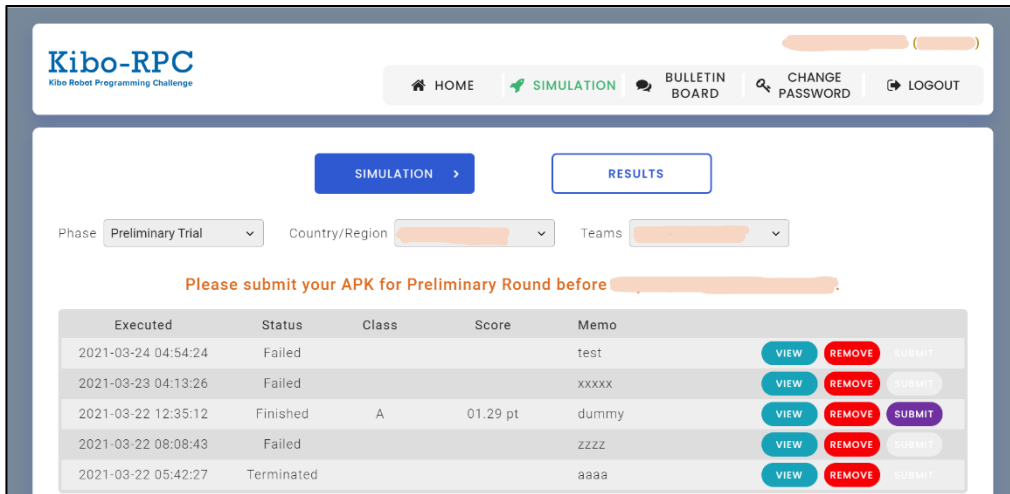 Kibo-RPC
Kibo Robot Programming Challenge
( )
HOME SIMULATION BULLETIN BOARD CHANGE PASSWORD LOGOUT
SIMULATION > RESULTS
Phase Preliminary Trial Country/Region Teams
Please submit your APK for Preliminary Round before .
Executed Status Class Score Memo
2021-03-24 04:54:24 Failed test VIEW REMOVE SUBMIT
2021-03-23 04:13:26 Failed xxxxx VIEW REMOVE SUBMIT
2021-03-22 12:35:12 Finished A 01.29 pt dummy VIEW REMOVE SUBMIT
2021-03-22 08:08:43 Failed zzzz VIEW REMOVE SUBMIT
2021-03-22 05:42:27 Terminated aaaa VIEW REMOVE SUBMIT